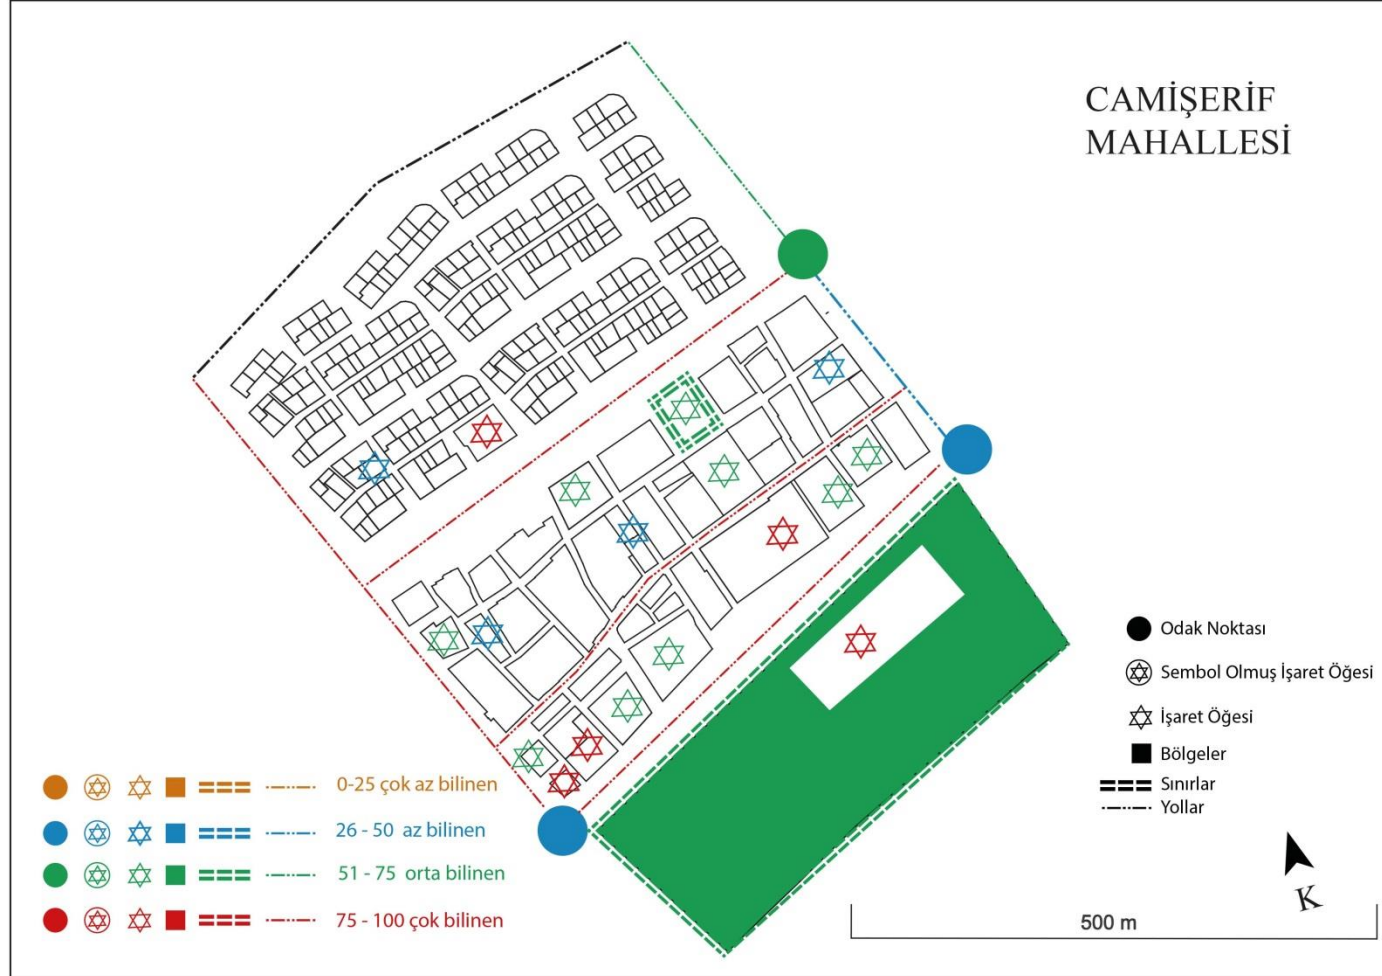 CAMİŞERİF
MAHALLESİ
Odak Noktası
Sembol Olmuş İşaret Öğesi
İşaret Öğesi
Bölgeler
Sınırlar
Yollar
0-25 çok az bilinen
26 - 50 az bilinen
51 - 75 orta bilinen
75 - 100 çok bilinen
K
500 m